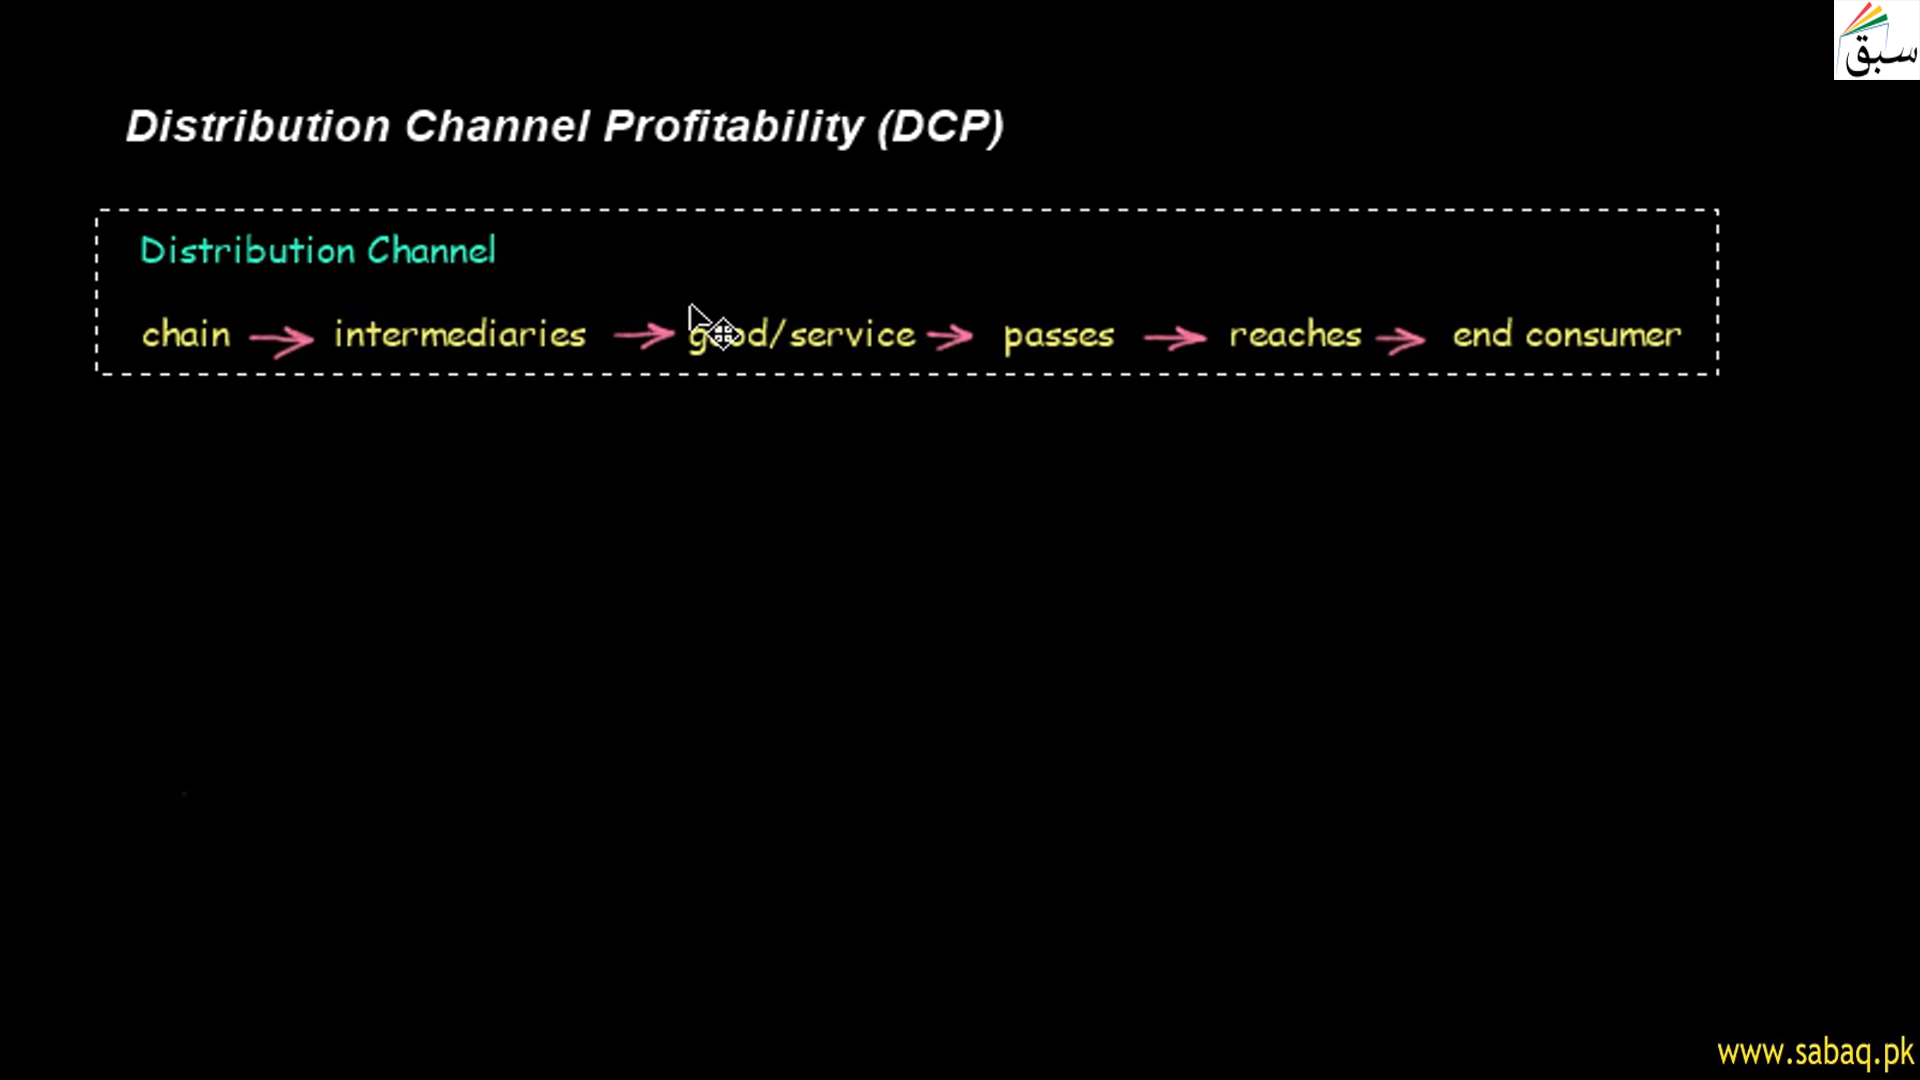 سبق
Distribution Channel Profitability (DCP)
Distribution Channel
chain → intermediaries → good/service → passes → reaches → end consumer
www.sabaq.pk